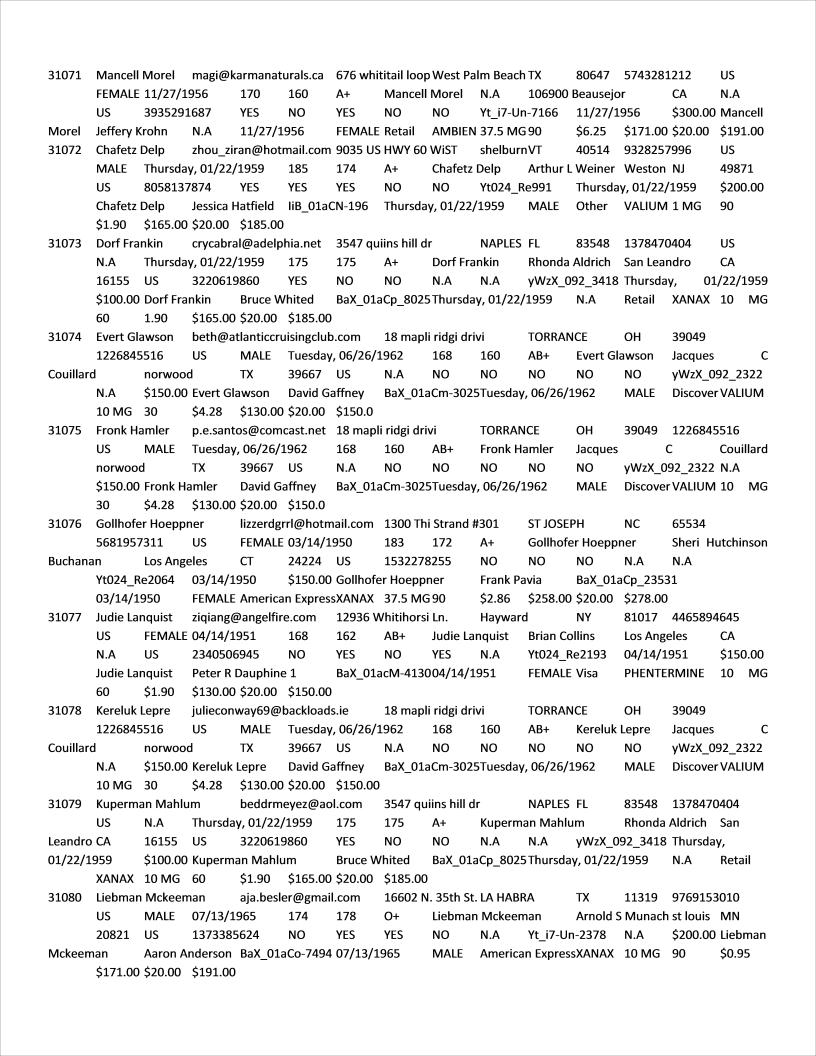 31071 Mancell Morel magi@karmanaturals.ca 676 whititail loop West Palm Beach TX 80647 5743281212 US
FEMALE 11/27/1956 170 160 A+ Mancell Morel N.A 106900 Beausejor CA N.A
US 3935291687 YES NO YES NO NO Yt_i7-Un-7166 11/27/1956 $300.00 Mancell
Morel Jeffery Krohn N.A 11/27/1956 FEMALE Retail AMBIEN 37.5 MG 90 $6.25 $171.00 $20.00 $191.00
31072 Chafetz Delp zhou_ziran@hotmail.com 9035 US HWY 60 WiST shelburn VT 40514 9328257996 US
MALE Thursday, 01/22/1959 185 174 A+ Chafetz Delp Arthur L Weiner Weston NJ 49871
US 8058137874 YES YES YES NO NO Yt024_Re991 Thursday, 01/22/1959 $200.00
Chafetz Delp Jessica Hatfield IiB_01aCN-196 Thursday, 01/22/1959 MALE Other VALIUM 1 MG 90
$1.90 $165.00 $20.00 $185.00
31073 Dorf Frankin crycabral@adelphia.net 3547 quiins hill dr NAPLES FL 83548 1378470404 US
N.A Thursday, 01/22/1959 175 175 A+ Dorf Frankin Rhonda Aldrich San Leandro CA
16155 US 3220619860 YES NO NO N.A N.A yWzX_092_3418 Thursday, 01/22/1959
$100.00 Dorf Frankin Bruce Whited BaX_01aCp_8025 Thursday, 01/22/1959 N.A Retail XANAX 10 MG
60 1.90 $165.00 $20.00 $185.00
31074 Evert Glawson beth@atlanticcruisingclub.com 18 mapli ridgi drivi TORRANCE OH 39049
1226845516 US MALE Tuesday, 06/26/1962 168 160 AB+ Evert Glawson Jacques C
Couillard norwood TX 39667 US N.A NO NO NO NO NO yWzX_092_2322
N.A $150.00 Evert Glawson David Gaffney BaX_01aCm-3025 Tuesday, 06/26/1962 MALE Discover VALIUM
10 MG 30 $4.28 $130.00 $20.00 $150.0
31075 Fronk Hamler p.e.santos@comcast.net 18 mapli ridgi drivi TORRANCE OH 39049 1226845516
US MALE Tuesday, 06/26/1962 168 160 AB+ Fronk Hamler Jacques C Couillard
norwood TX 39667 US N.A NO NO NO NO NO yWzX_092_2322 N.A
$150.00 Fronk Hamler David Gaffney BaX_01aCm-3025 Tuesday, 06/26/1962 MALE Discover VALIUM 10 MG
30 $4.28 $130.00 $20.00 $150.0
31076 Gollhofer Hoeppner lizzerdgrrl@hotmail.com 1300 Thi Strand #301 ST JOSEPH NC 65534
5681957311 US FEMALE 03/14/1950 183 172 A+ Gollhofer Hoeppner Sheri Hutchinson
Buchanan Los Angeles CT 24224 US 1532278255 NO NO NO N.A N.A
Yt024_Re2064 03/14/1950 $150.00 Gollhofer Hoeppner Frank Pavia BaX_01aCp_23531
03/14/1950 FEMALE American Express XANAX 37.5 MG 90 $2.86 $258.00 $20.00 $278.00
31077 Judie Lanquist ziqiang@angelfire.com 12936 Whitihorsi Ln. Hayward NY 81017 4465894645
US FEMALE 04/14/1951 168 162 AB+ Judie Lanquist Brian Collins Los Angeles CA
N.A US 2340506945 NO YES NO YES N.A Yt024_Re2193 04/14/1951 $150.00
Judie Lanquist Peter R Dauphine 1 BaX_01acM-4130 04/14/1951 FEMALE Visa PHENTERMINE 10 MG
60 $1.90 $130.00 $20.00 $150.00
31078 Kereluk Lepre julieconway69@backloads.ie 18 mapli ridgi drivi TORRANCE OH 39049
1226845516 US MALE Tuesday, 06/26/1962 168 160 AB+ Kereluk Lepre Jacques C
Couillard norwood TX 39667 US N.A NO NO NO NO NO yWzX_092_2322
N.A $150.00 Kereluk Lepre David Gaffney BaX_01aCm-3025 Tuesday, 06/26/1962 MALE Discover VALIUM
10 MG 30 $4.28 $130.00 $20.00 $150.00
31079 Kuperman Mahlum beddrmeyez@aol.com 3547 quiins hill dr NAPLES FL 83548 1378470404
US N.A Thursday, 01/22/1959 175 175 A+ Kuperman Mahlum Rhonda Aldrich San
Leandro CA 16155 US 3220619860 YES NO NO N.A N.A yWzX_092_3418 Thursday,
01/22/1959 $100.00 Kuperman Mahlum Bruce Whited BaX_01aCp_8025 Thursday, 01/22/1959 N.A Retail
XANAX 10 MG 60 $1.90 $165.00 $20.00 $185.00
31080 Liebman Mckeeman aja.besler@gmail.com 16602 N. 35th St. LA HABRA TX 11319 9769153010
US MALE 07/13/1965 174 178 O+ Liebman Mckeeman Arnold S Munach st louis MN
20821 US 1373385624 NO YES YES NO N.A Yt_i7-Un-2378 N.A $200.00 Liebman
Mckeeman Aaron Anderson BaX_01aCo-7494 07/13/1965 MALE American Express XANAX 10 MG 90 $0.95
$171.00 $20.00 $191.00